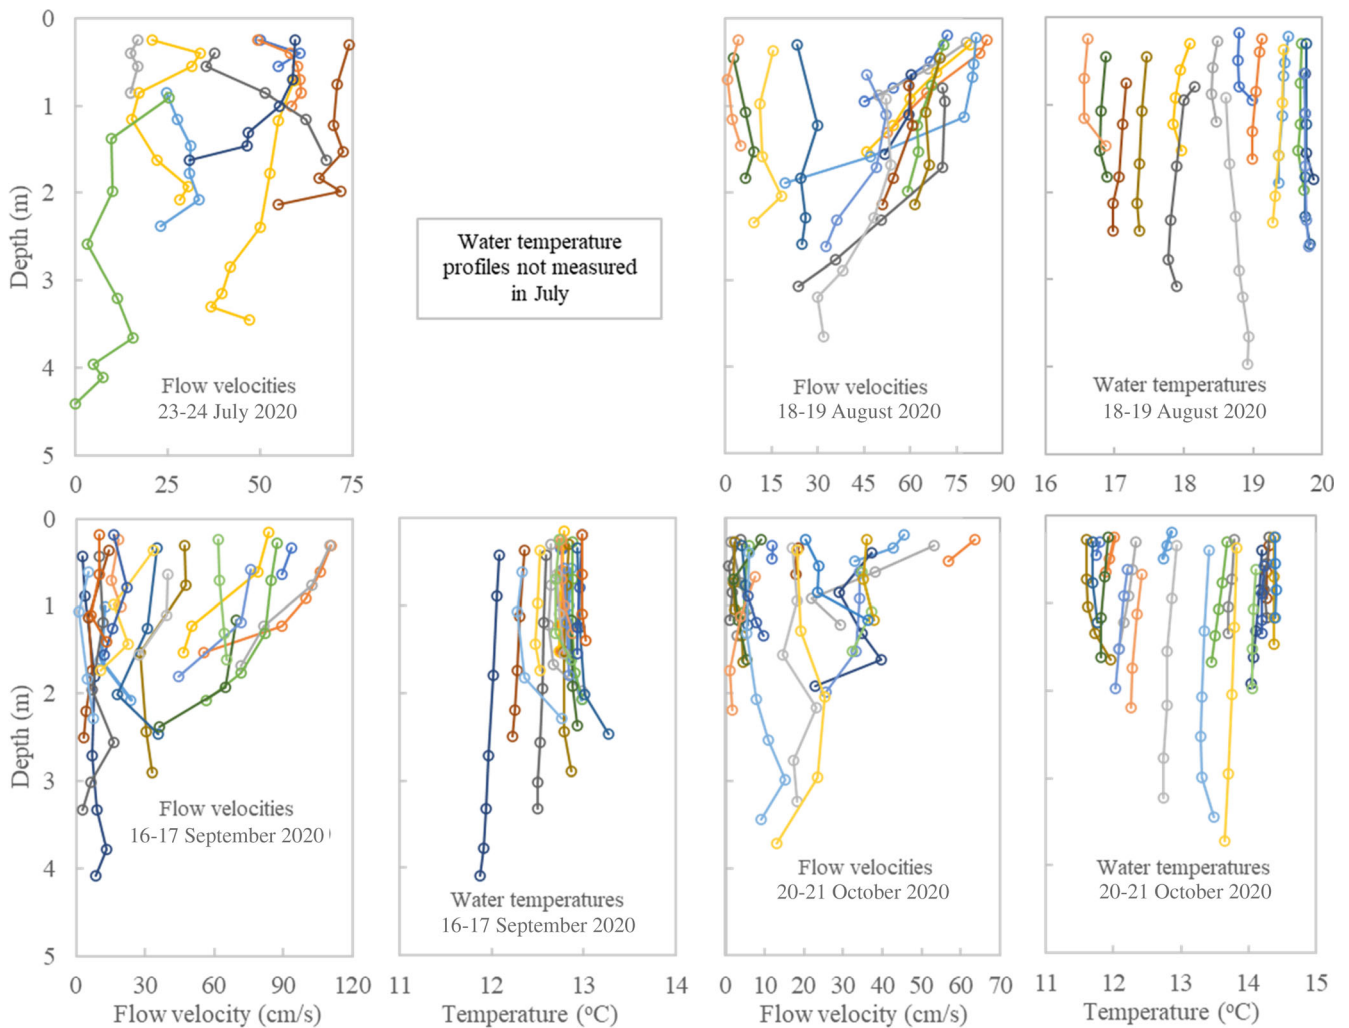 0
1
2
3
4
5
Depth (m)
Flow velocities
23-24 July 2020
0 25 50 75
Water temperature
profiles not measured
in July
Flow velocities
18-19 August 2020
0 15 30 45 60 75 90
Water temperatures
18-19 August 2020
16 17 18 19 20
0
1
2
3
4
5
Depth (m)
Flow velocities
16-17 September 2020
0 30 60 90 120
Flow velocity (cm/s)
Water temperatures
16-17 September 2020
11 12 13 14
Temperature (ºC)
Flow velocities
20-21 October 2020
0 10 20 30 40 50 60 70
Flow velocity (cm/s)
Water temperatures
20-21 October 2020
11 12 13 14 15
Temperature (ºC)